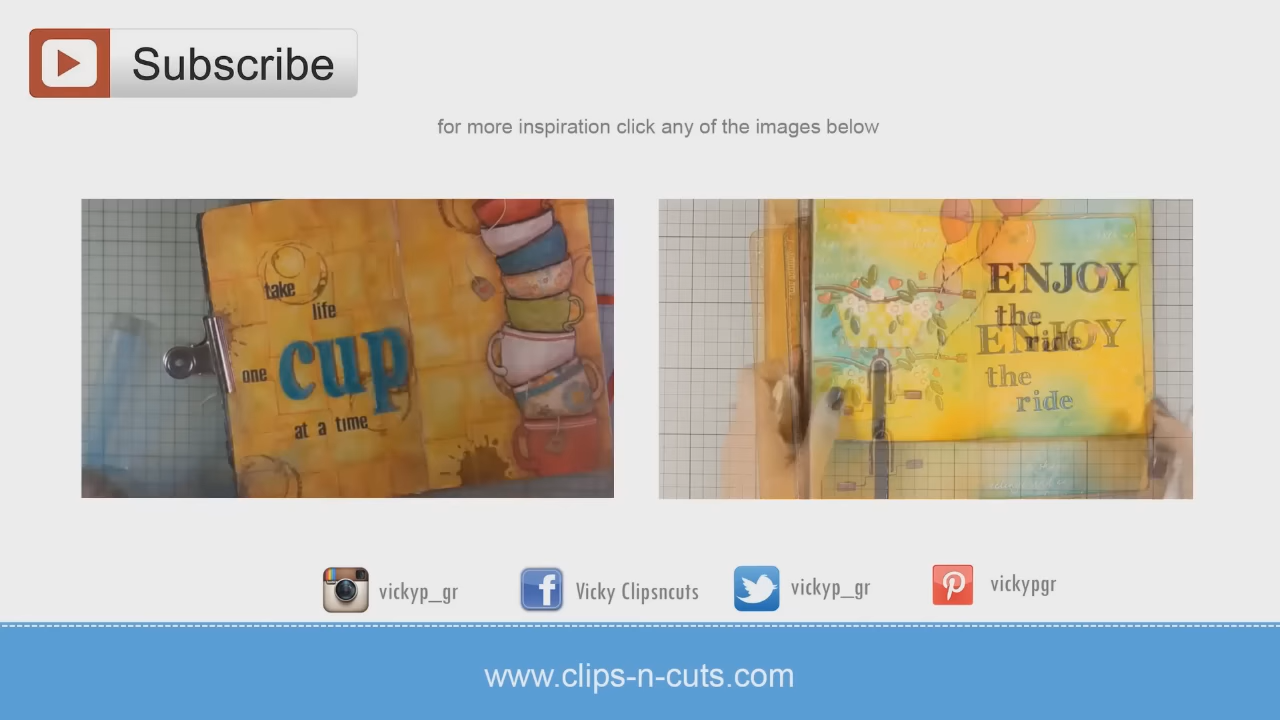 Subscribe
for more inspiration click any of the images below
take
life
one cup
at a time
ENJOY
the
ride
ENJOY
the
ride
vickyp_gr
Vicky Clipsncuts
vickyp_gr
vickypgr
www.clips-n-cuts.com